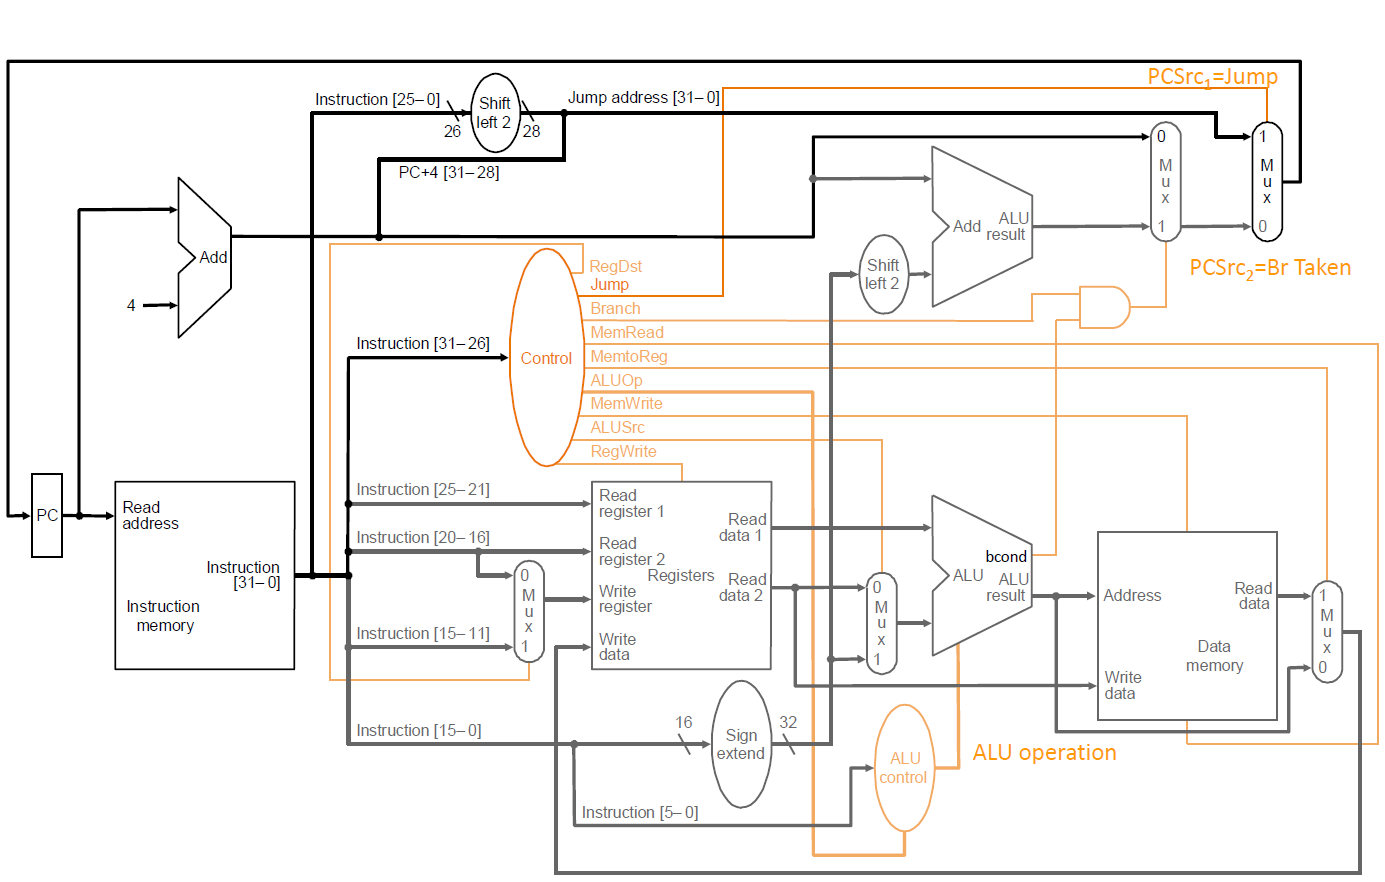 PCSrc1=Jump
Instruction [25–0]
Shift
left 2
Jump address [31–0]
26
28
PC+4 [31–28]
0
M
u
x
1
1
M
u
x
0
Add
ALU
result
Add
4
Shift
left 2
PCSrc2=Br Taken
RegDst
Jump
Branch
MemRead
MemtoReg
ALUOp
MemWrite
ALUSrc
RegWrite
Instruction [31–26]
Control
PC
Read
address
Instruction
[31–0]
Instruction
memory
Instruction [25–21]
Instruction [20–16]
Instruction [15–11]
0
M
u
x
1
Read
register 1
Read
register 2
Write
register
Write
data
Registers
Read
data 1
Read
data 2
0
M
u
x
1
bcond
ALU
ALU
result
Address
Write
data
Read
data
Data
memory
1
M
u
x
0
Instruction [15–0]
16
Sign
extend
32
Instruction [5–0]
ALU
control
ALU operation